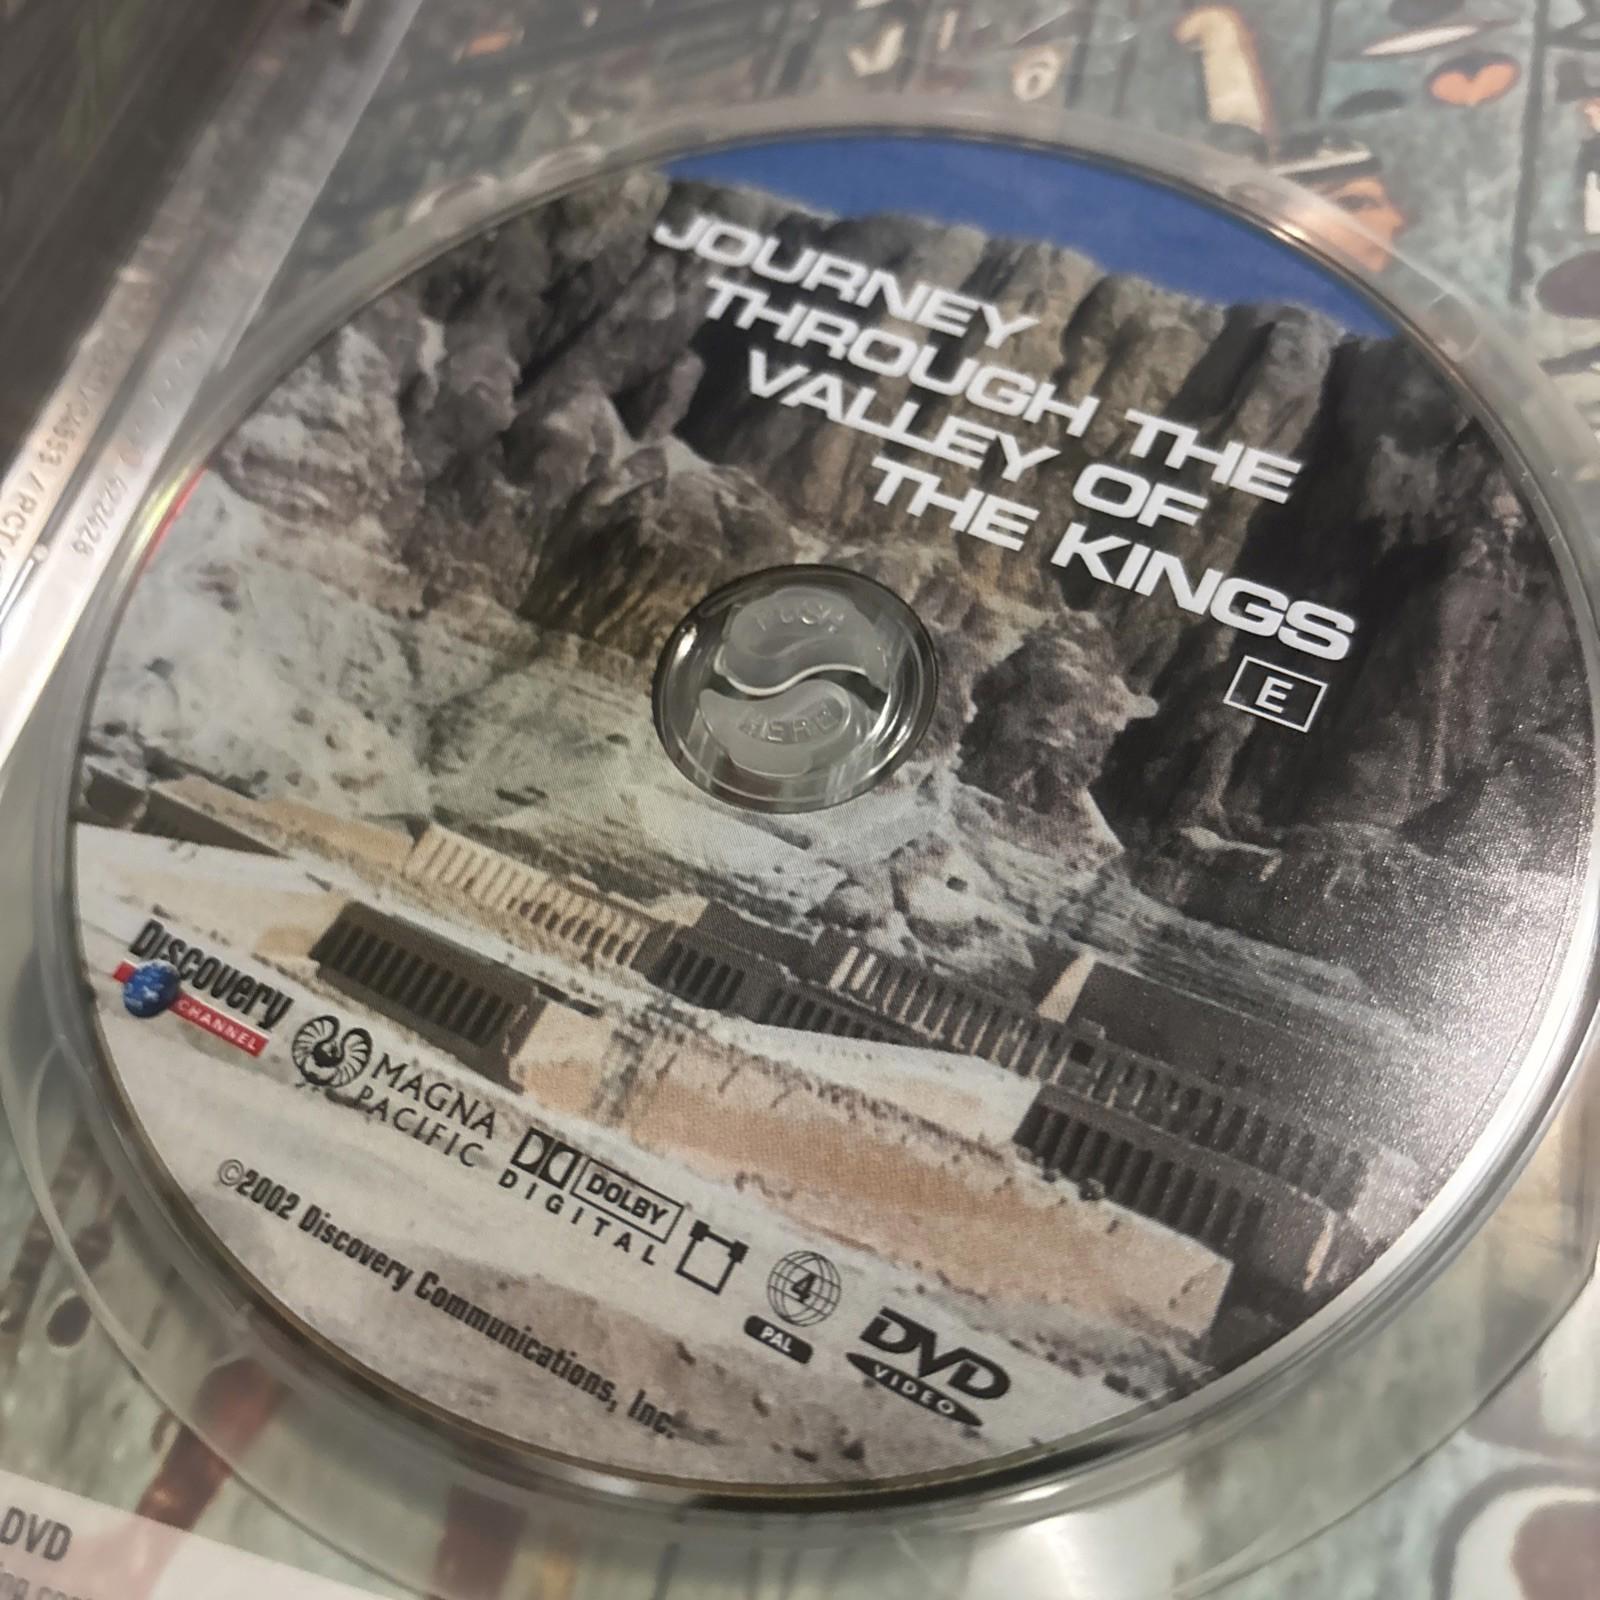 JOURNEY
THROUGH THE
VALLEY OF
THE KINGS
E
PUSH
HERE
Discovery
CHANNEL
MAGNA
PACIFIC
DOLBY
DIGITAL
4
PAL
DVD
VIDEO
©2002 Discovery Communications, Inc.
DVD